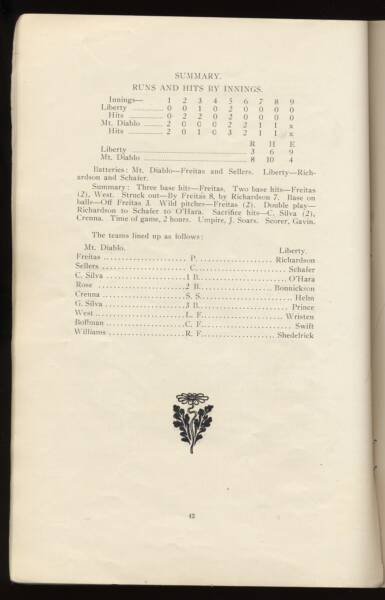 SUMMARY.
RUNS AND HITS BY INNINGS.
Innings— 1 2 3 4 5 6 7 8 9
Liberty ............ 0 0 1 0 2 0 0 0 0
Hits ............ 0 2 2 0 2 0 0 0 0
Mt. Diablo ............ 2 0 0 0 2 2 1 1 x
Hits ............ 2 0 1 0 3 2 1 1 x
R H E
Liberty ............ 3 6 9
Mt. Diablo ............ 8 10 4
Batteries: Mt. Diablo—Freitas and Sellers. Liberty—Rich-
ardson and Schafer.
Summary: Three base hits—Freitas. Two base hits—Freitas
(2), West. Struck out—By Freitas 8, by Richardson 7. Base on
balls—Off Freitas 3. Wild pitches—Freitas (2). Double play—
Richardson to Schafer to O'Hara. Sacrifice hits—C. Silva (2),
Crenna. Time of game, 2 hours. Umpire, J. Soars. Scorer, Gavin.
The teams lined up as follows:
Mt. Diablo. Liberty.
Freitas ............ P. ............ Richardson
Sellers ............ C. ............ Schafer
C. Silva ............ 1 B. ............ O'Hara
Rose ............ 2 B. ............ Bonnickson
Crenna ............ S. S. ............ Helm
G. Silva ............ 3 B. ............ Prince
West ............ L. F. ............ Wristen
Boffman ............ C. F. ............ Swift
Williams ............ R. F. ............ Shedelrick
42